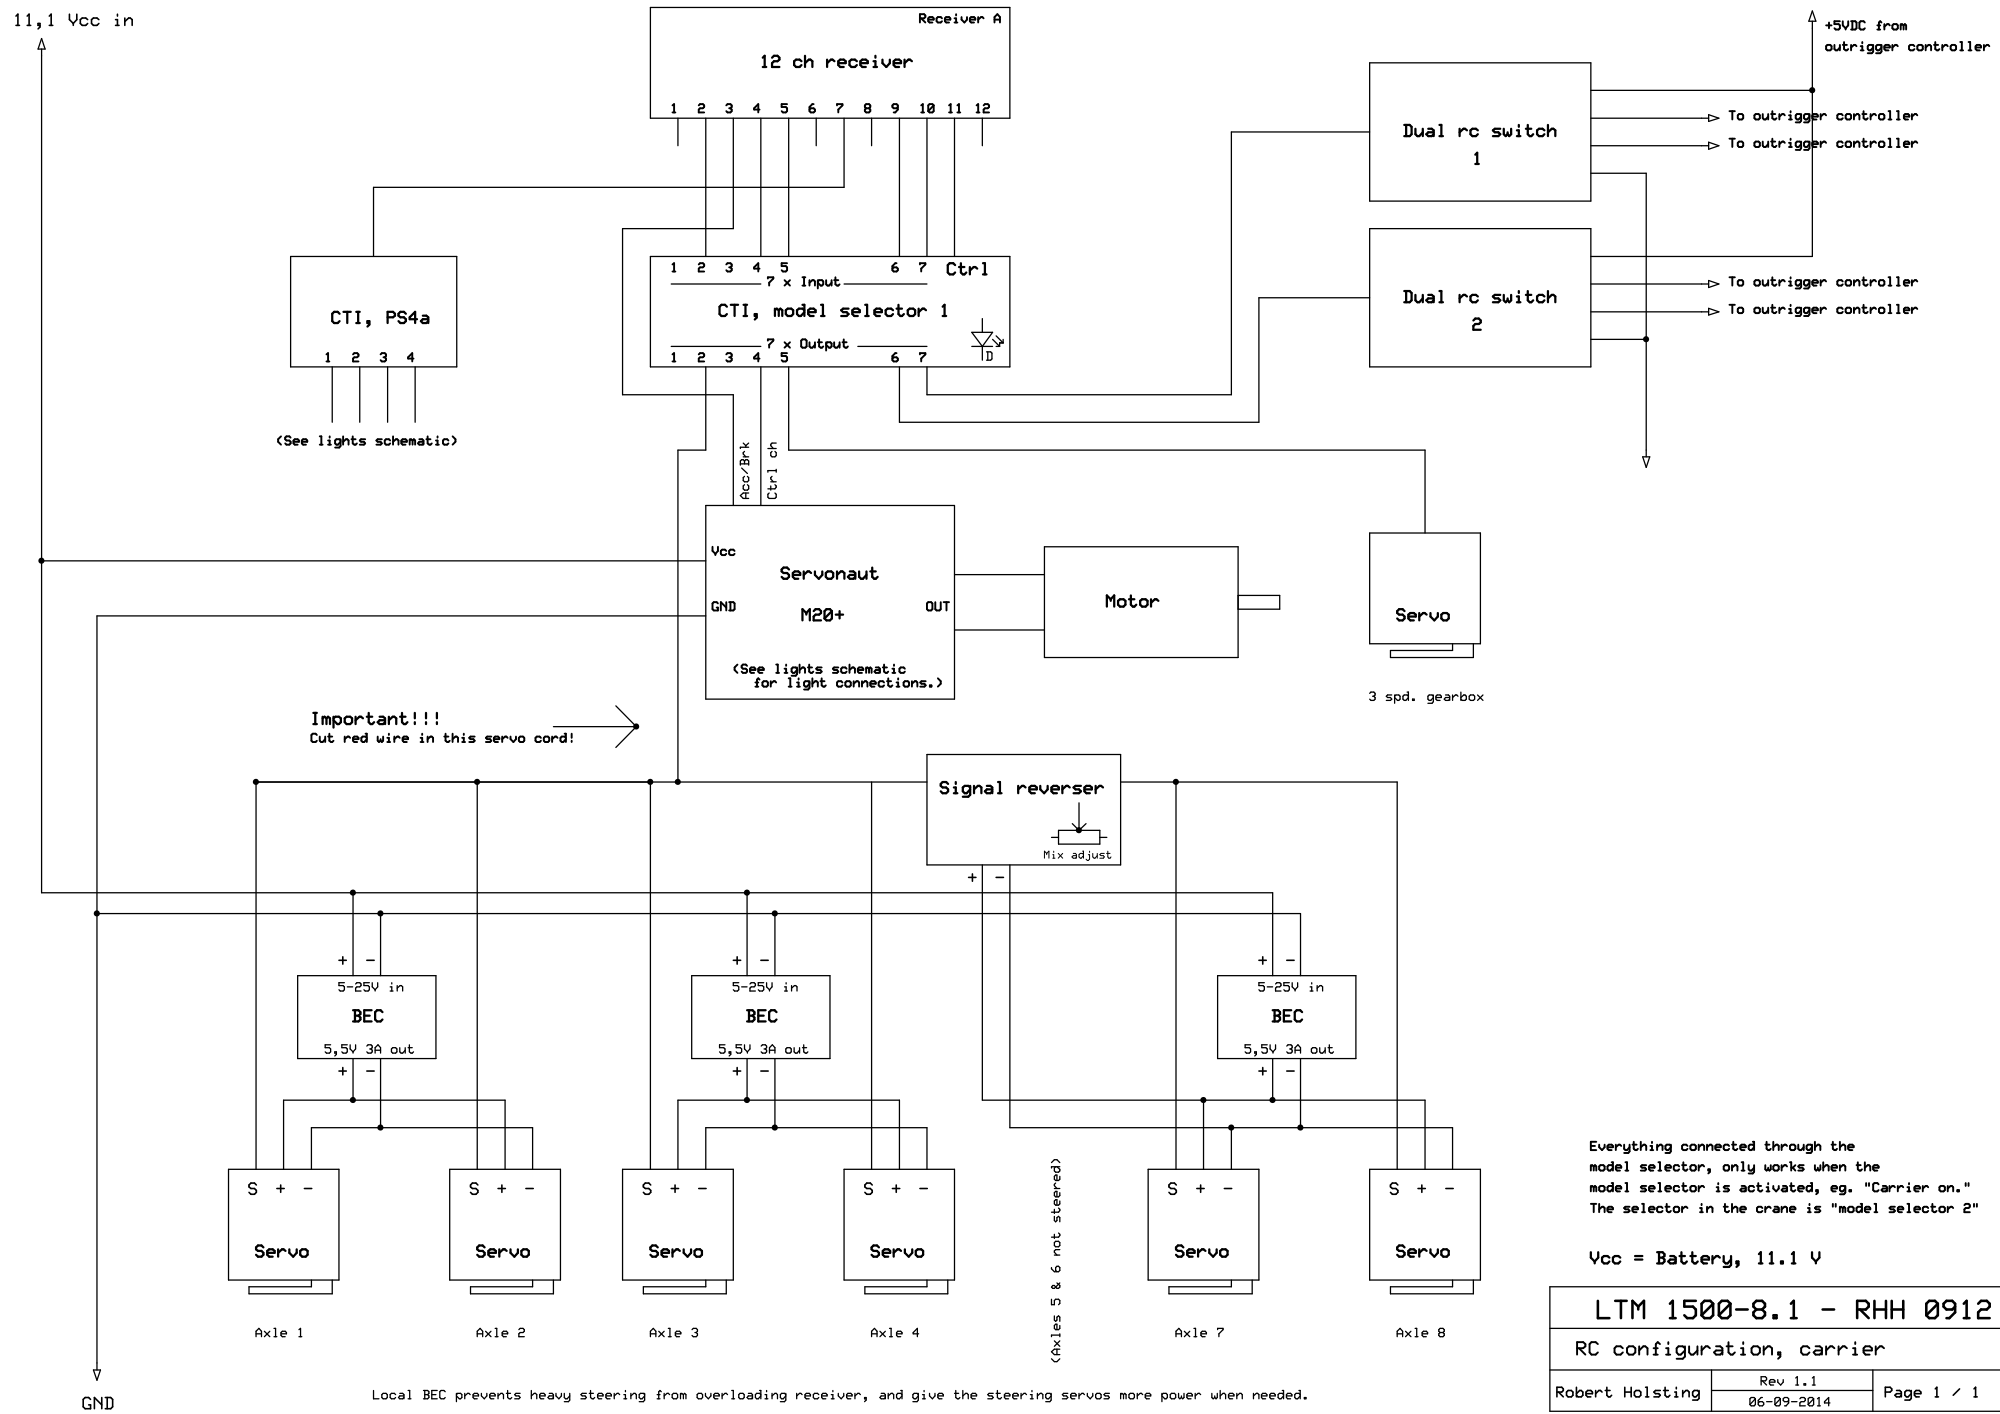 11,1 Vcc in
Receiver A
12 ch receiver
1 2 3 4 5 6 7 8 9 10 11 12
+5VDC from
outrigger controller
Dual rc switch
1
To outrigger controller
To outrigger controller
Dual rc switch
2
To outrigger controller
To outrigger controller
CTI, PS4a
1 2 3 4
(See lights schematic)
1 2 3 4 5 6 7 Ctrl
7 x Input
CTI, model selector 1
7 x Output
D
1 2 3 4 5 6 7
Acc/Brk
Ctrl ch
Vcc
Servonaut
GND
M20+
OUT
(See lights schematic
for light connections.)
Motor
Servo
3 spd. gearbox
Important!!!
Cut red wire in this servo cord!
Signal reverser
Mix adjust
+ -
+ -
5-25V in
BEC
5,5V 3A out
+ -
+ -
5-25V in
BEC
5,5V 3A out
+ -
+ -
5-25V in
BEC
5,5V 3A out
+ -
S + -
Servo
Axle 1
S + -
Servo
Axle 2
S + -
Servo
Axle 3
S + -
Servo
Axle 4
(Axles 5 & 6 not steered)
S + -
Servo
Axle 7
S + -
Servo
Axle 8
GND
Local BEC prevents heavy steering from overloading receiver, and give the steering servos more power when needed.
Everything connected through the
model selector, only works when the
model selector is activated, eg. "Carrier on."
The selector in the crane is "model selector 2"
Vcc = Battery, 11.1 V
LTM 1500-8.1 - RHH 0912
RC configuration, carrier
Robert Holsting
Rev 1.1
06-09-2014
Page 1 / 1